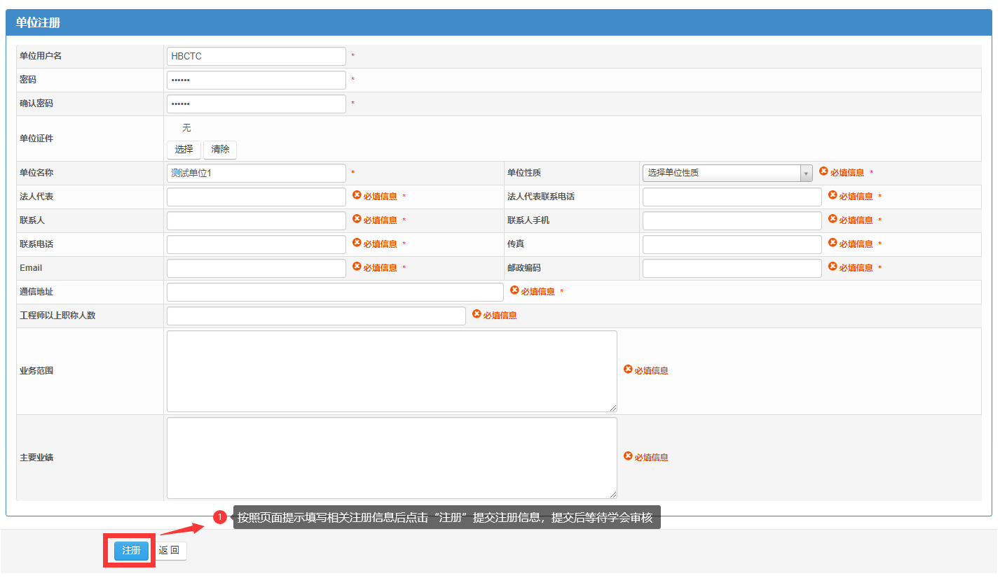 单位注册
单位用户名 HBCTC *
密码 •••••• *
确认密码 •••••• *
无
单位证件
选择 清除
单位名称 测试单位1 * 单位性质 选择单位性质 必填信息 *
法人代表 必填信息 * 法人代表联系电话 必填信息 *
联系人 必填信息 * 联系人手机 必填信息 *
联系电话 必填信息 * 传真 必填信息 *
Email 必填信息 * 邮政编码 必填信息 *
通信地址 必填信息 *
工程师以上职称人数 必填信息
业务范围 必填信息
主要业绩 必填信息
1 按照页面提示填写相关注册信息后点击“注册”提交注册信息，提交后等待学会审核
注册 返 回